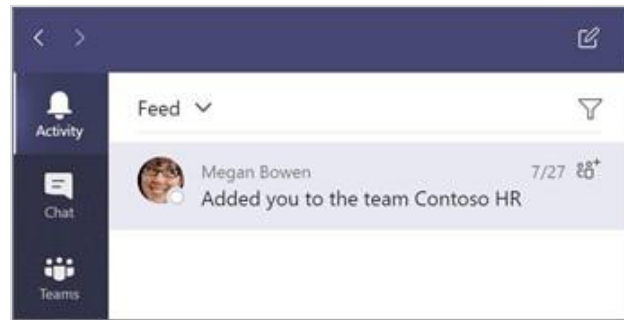 Activity
Chat
Teams
Feed
Megan Bowen 7/27
Added you to the team Contoso HR